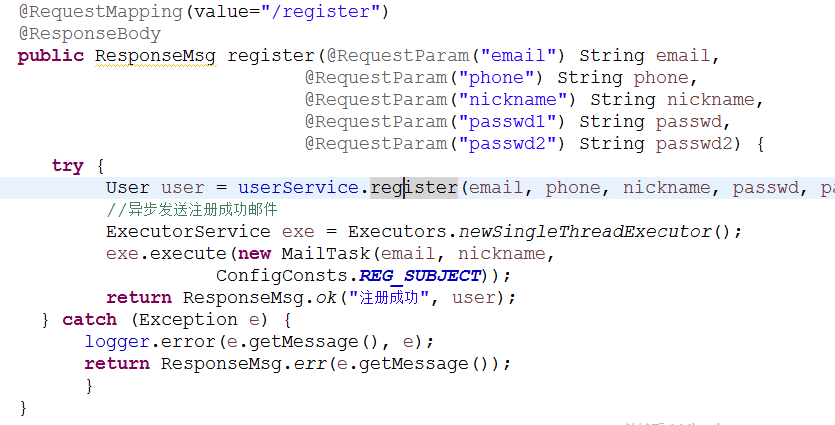 @RequestMapping(value="/register")
@ResponseBody
public ResponseMsg register(@RequestParam("email") String email,
@RequestParam("phone") String phone,
@RequestParam("nickname") String nickname,
@RequestParam("passwd1") String passwd,
@RequestParam("passwd2") String passwd2) {
try {
User user = userService.register(email, phone, nickname, passwd, pa
//异步发送注册成功邮件
ExecutorService exe = Executors.newSingleThreadExecutor();
exe.execute(new MailTask(email, nickname,
ConfigConsts.REG_SUBJECT));
return ResponseMsg.ok("注册成功", user);
} catch (Exception e) {
logger.error(e.getMessage(), e);
return ResponseMsg.err(e.getMessage());
}
}